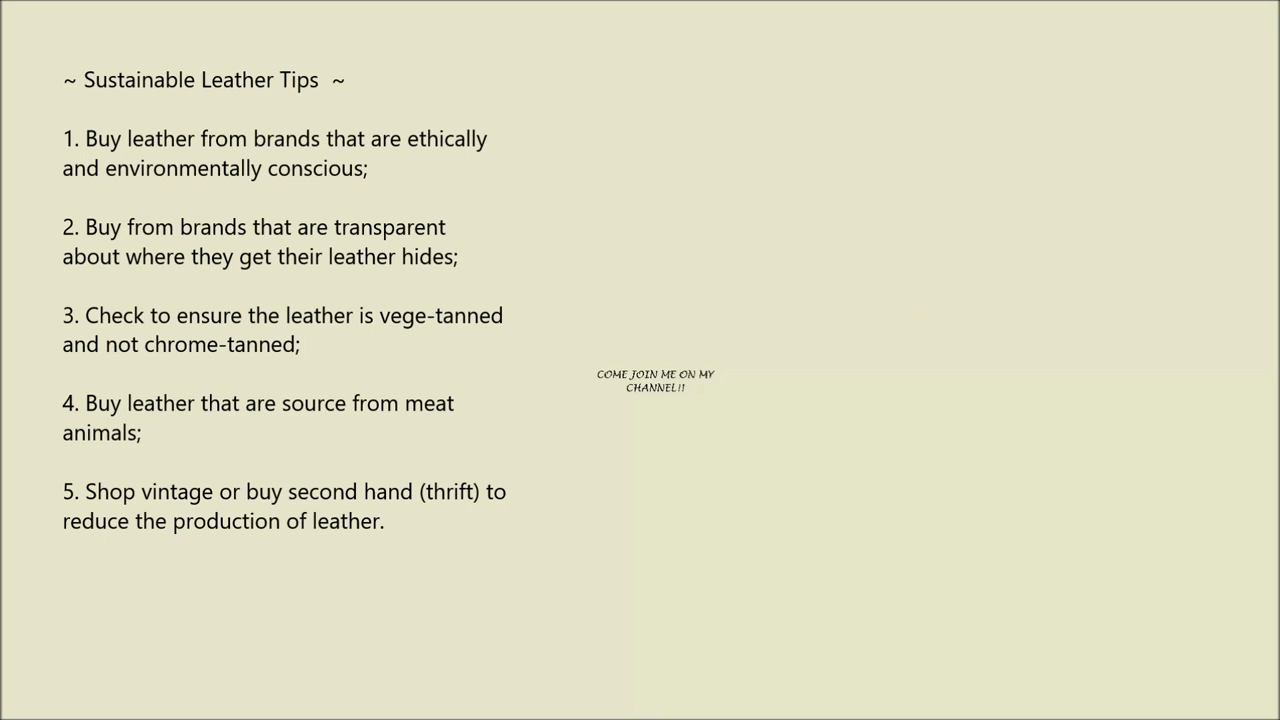 ~ Sustainable Leather Tips ~
1. Buy leather from brands that are ethically
and environmentally conscious;
2. Buy from brands that are transparent
about where they get their leather hides;
3. Check to ensure the leather is vege-tanned
and not chrome-tanned;
4. Buy leather that are source from meat
animals;
5. Shop vintage or buy second hand (thrift) to
reduce the production of leather.
COME JOIN ME ON MY
CHANNEL!!